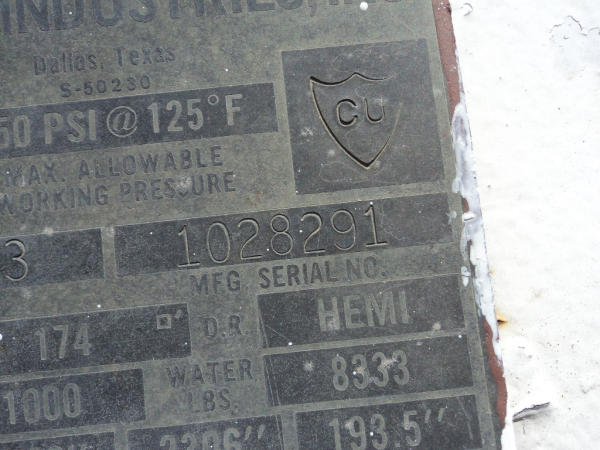 INDUSTRIES, INC
Dallas, Texas
S-50230
50 PSI @ 125°F
CU
MAX. ALLOWABLE
WORKING PRESSURE
3 1028291
MFG SERIAL NO.
174 □' D.R. HEMI
1000 WATER LBS. 8333
193.5"